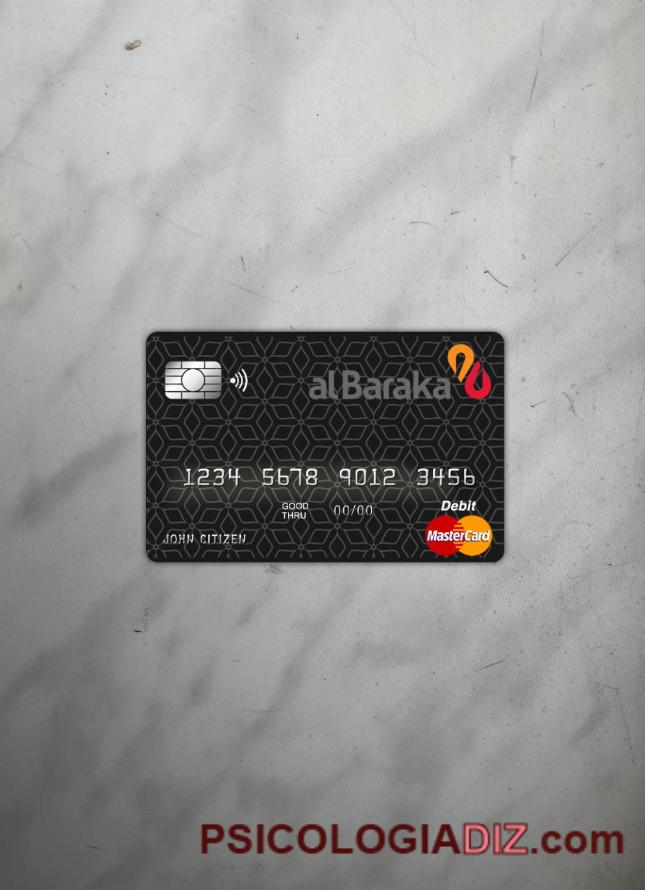 alBaraka
1234 5678 9012 3456
GOOD
THRU 00/00
Debit
JOHN CITIZEN
MasterCard
PSICOLOGIADIZ.com